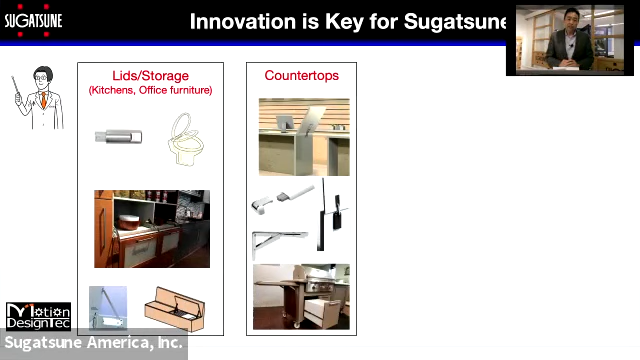 SUGATSUNE
Innovation is Key for Sugatsune
Lids/Storage
(Kitchens, Office furniture)
Countertops
Motion
DesignTec
Sugatsune America, Inc.